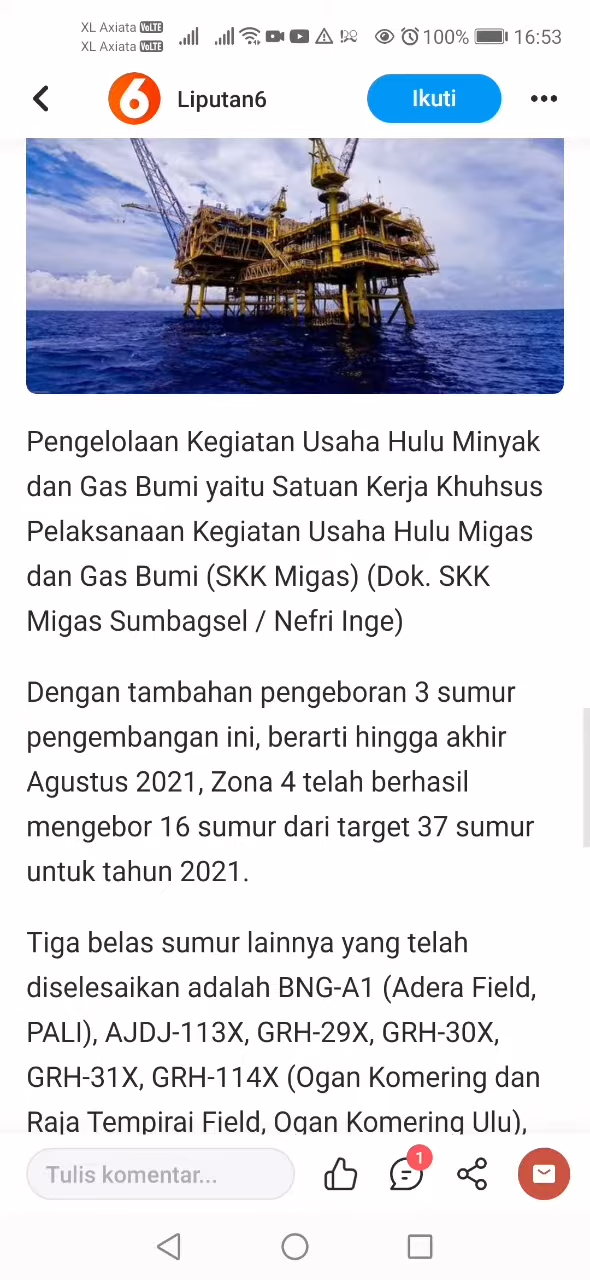 XL Axiata VoLTE
XL Axiata VoLTE
100% 16:53
6 Liputan6 Ikuti
Pengelolaan Kegiatan Usaha Hulu Minyak
dan Gas Bumi yaitu Satuan Kerja Khuhsus
Pelaksanaan Kegiatan Usaha Hulu Migas
dan Gas Bumi (SKK Migas) (Dok. SKK
Migas Sumbagsel / Nefri Inge)
Dengan tambahan pengeboran 3 sumur
pengembangan ini, berarti hingga akhir
Agustus 2021, Zona 4 telah berhasil
mengebor 16 sumur dari target 37 sumur
untuk tahun 2021.
Tiga belas sumur lainnya yang telah
diselesaikan adalah BNG-A1 (Adera Field,
PALI), AJDJ-113X, GRH-29X, GRH-30X,
GRH-31X, GRH-114X (Ogan Komering dan
Raja Tempirai Field, Ogan Komering Ulu),
Tulis komentar... 1